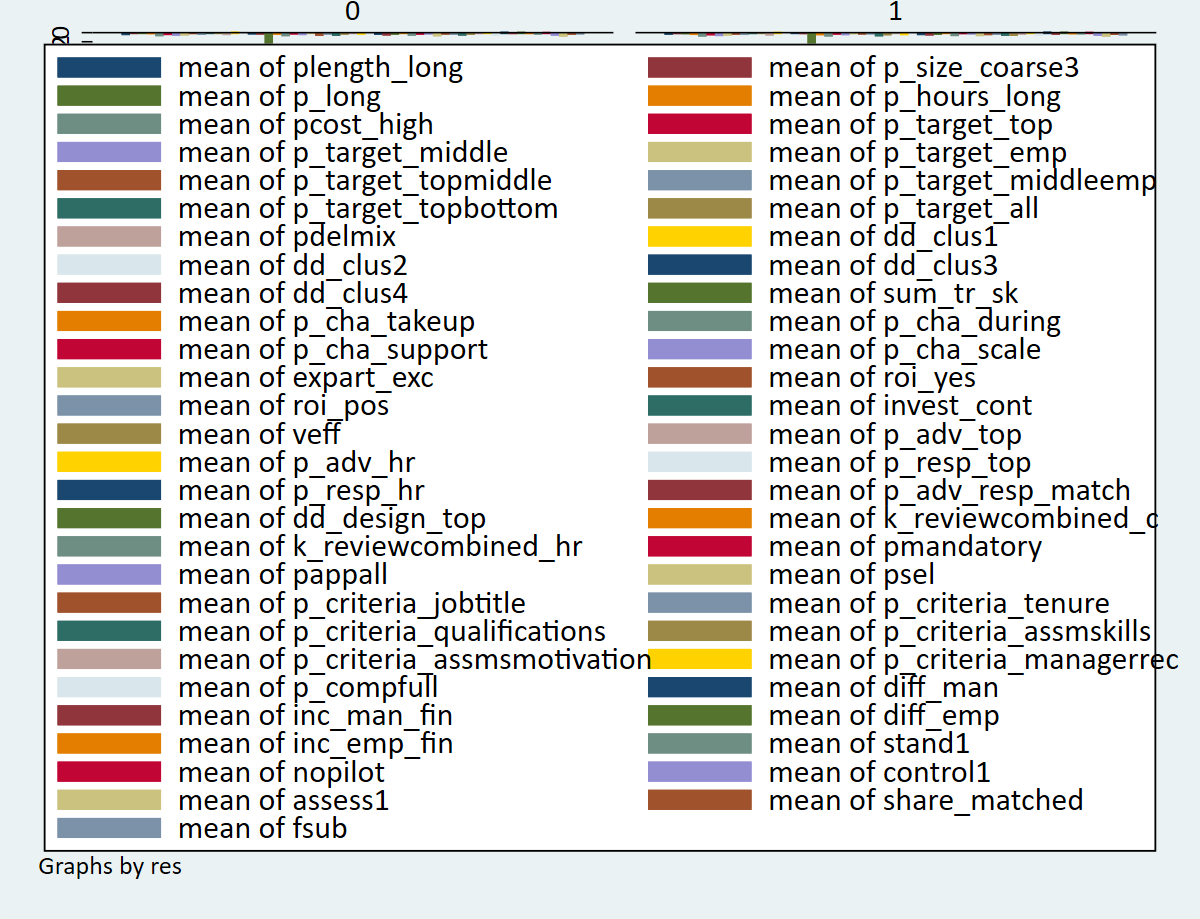 0 1
20
mean of plength_long mean of p_size_coarse3
mean of p_long mean of p_hours_long
mean of pcost_high mean of p_target_top
mean of p_target_middle mean of p_target_emp
mean of p_target_topmiddle mean of p_target_middleemp
mean of p_target_topbottom mean of p_target_all
mean of pdelmix mean of dd_clus1
mean of dd_clus2 mean of dd_clus3
mean of dd_clus4 mean of sum_tr_sk
mean of p_cha_takeup mean of p_cha_during
mean of p_cha_support mean of p_cha_scale
mean of expart_exc mean of roi_yes
mean of roi_pos mean of invest_cont
mean of veff mean of p_adv_top
mean of p_adv_hr mean of p_resp_top
mean of p_resp_hr mean of p_adv_resp_match
mean of dd_design_top mean of k_reviewcombined_c
mean of k_reviewcombined_hr mean of pmandatory
mean of pappall mean of psel
mean of p_criteria_jobtitle mean of p_criteria_tenure
mean of p_criteria_qualifications mean of p_criteria_assmskills
mean of p_criteria_assmsmotivation mean of p_criteria_managerrec
mean of p_compfull mean of diff_man
mean of inc_man_fin mean of diff_emp
mean of inc_emp_fin mean of stand1
mean of nopilot mean of control1
mean of assess1 mean of share_matched
mean of fsub
Graphs by res